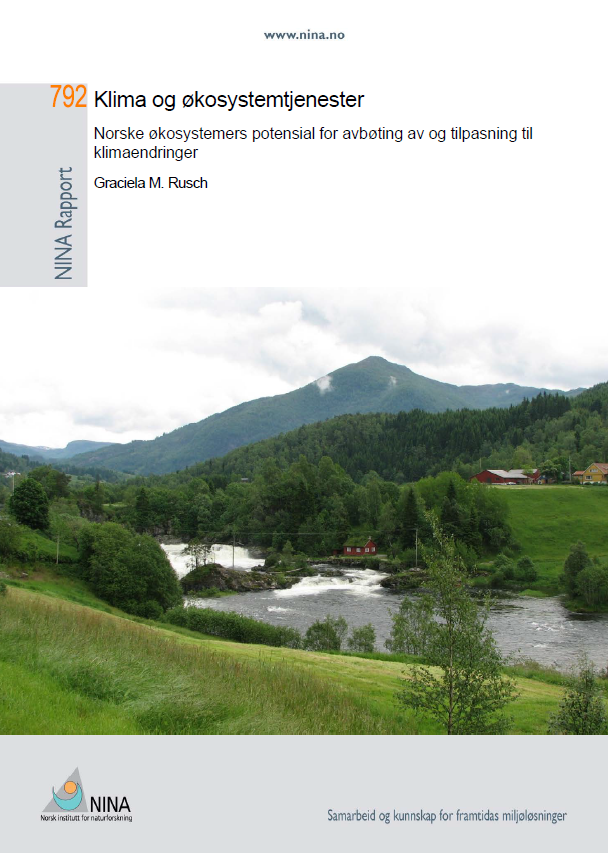 www.nina.no
792 Klima og økosystemtjenester
Norske økosystemers potensial for avbøting av og tilpasning til
klimaendringer
Graciela M. Rusch
NINA Rapport
NINA
Norsk institutt for naturforskning
Samarbeid og kunnskap for framtidas miljøløsninger